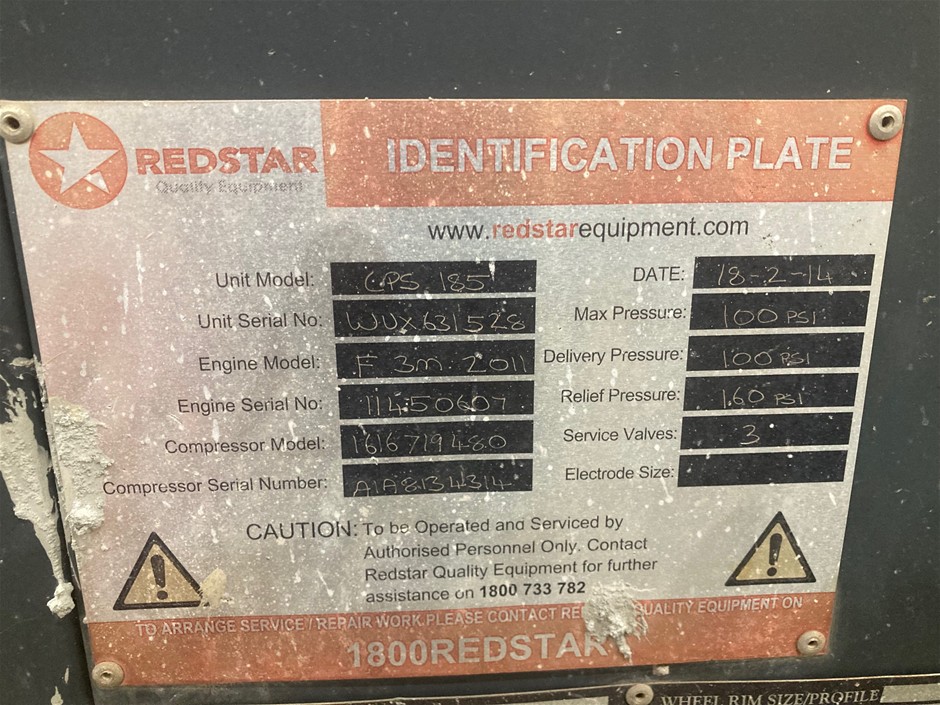 REDSTAR
Quality Equipment
IDENTIFICATION PLATE
www.redstarequipment.com
Unit Model: CPS 185
Unit Serial No: WUX631528
Engine Model: F 3m 2011
Engine Serial No: 11450607
Compressor Model: 1616719480
Compressor Serial Number: A1A8134314
DATE: 18-2-14
Max Pressure: 100 PSI
Delivery Pressure: 100 PSI
Relief Pressure: 160 PSI
Service Valves: 3
Electrode Size:
CAUTION: To be Operated and Serviced by
Authorised Personnel Only. Contact
Redstar Quality Equipment for further
assistance on 1800 733 782
TO ARRANGE SERVICE / REPAIR WORK PLEASE CONTACT QUALITY EQUIPMENT ON
1800REDSTAR
WHEEL RIM SIZE/PROFILE